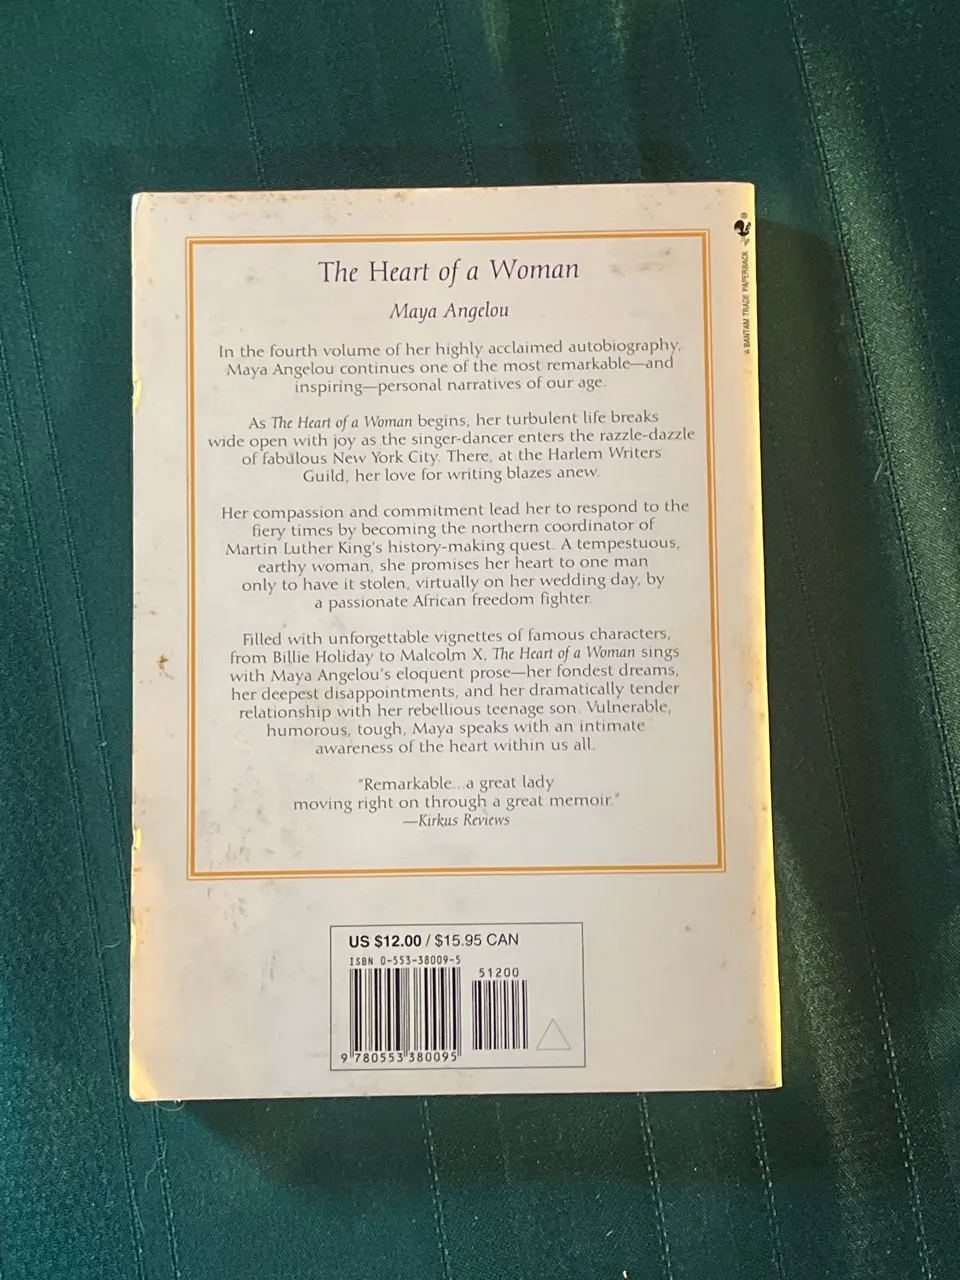 The Heart of a Woman
Maya Angelou
In the fourth volume of her highly acclaimed autobiography,
Maya Angelou continues one of the most remarkable—and
inspiring—personal narratives of our age.
As The Heart of a Woman begins, her turbulent life breaks
wide open with joy as the singer-dancer enters the razzle-dazzle
of fabulous New York City. There, at the Harlem Writers
Guild, her love for writing blazes anew.
Her compassion and commitment lead her to respond to the
fiery times by becoming the northern coordinator of
Martin Luther King's history-making quest. A tempestuous,
earthy woman, she promises her heart to one man
only to have it stolen, virtually on her wedding day, by
a passionate African freedom fighter.
Filled with unforgettable vignettes of famous characters,
from Billie Holiday to Malcolm X, The Heart of a Woman sings
with Maya Angelou's eloquent prose—her fondest dreams,
her deepest disappointments, and her dramatically tender
relationship with her rebellious teenage son. Vulnerable,
humorous, tough, Maya speaks with an intimate
awareness of the heart within us all.
"Remarkable...a great lady
moving right on through a great memoir."
—Kirkus Reviews
US $12.00 / $15.95 CAN
ISBN 0-553-38009-5
51200
9 780553 380095
A BANTAM TRADE PAPERBACK